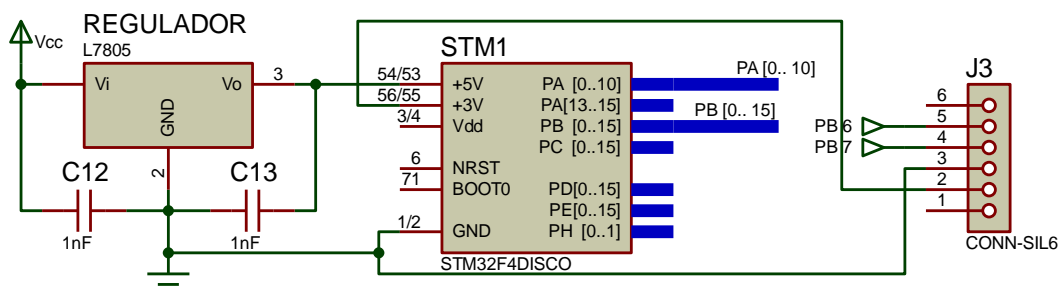 REGULADOR
L7805
Vcc
Vi
Vo
3
GND
2
C12
1nF
C13
1nF
STM1
54/53
+5V
PA [0..10]
PA [0.. 10]
56/55
+3V
PA[13..15]
3/4
Vdd
PB [0..15]
PB [0.. 15]
PC [0..15]
6
NRST
71
BOOT0
PD[0..15]
PE[0..15]
1/2
GND
PH [0..1]
STM32F4DISCO
J3
6
PB 6
5
PB 7
4
3
2
1
CONN-SIL6